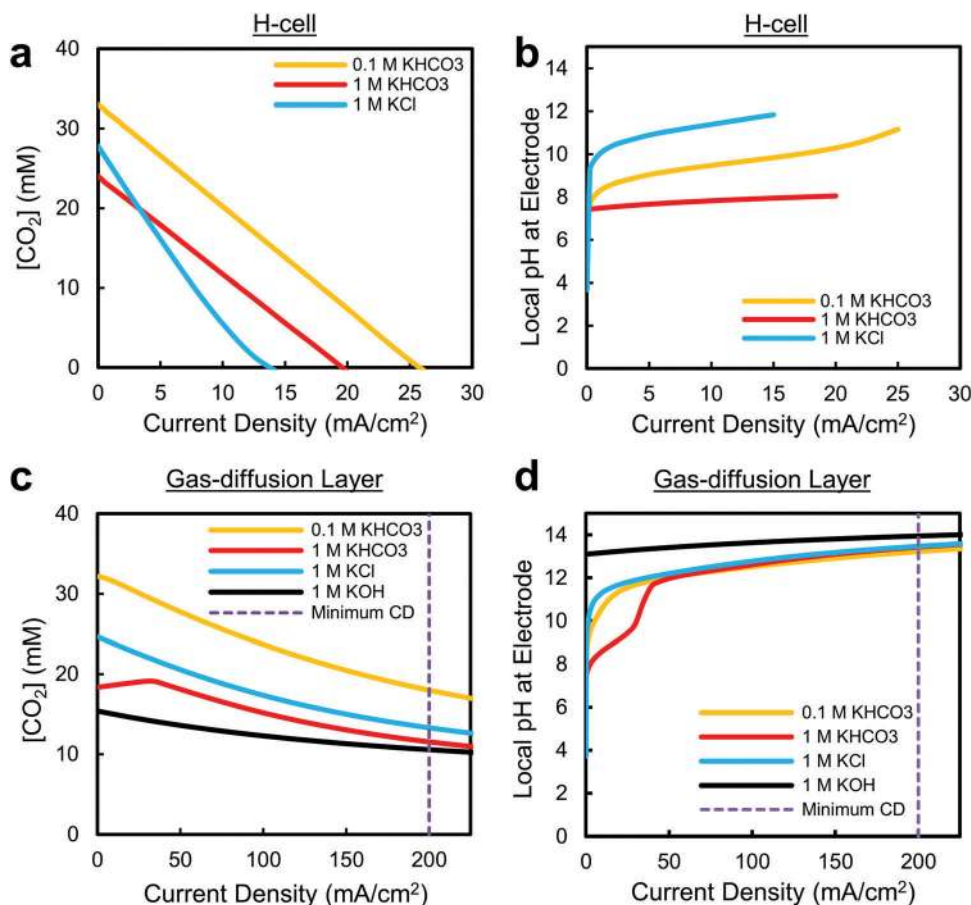 H-cell
a
40
30
20
10
0
[CO₂] (mM)
0.1 M KHCO3
1 M KHCO3
1 M KCl
0 5 10 15 20 25 30
Current Density (mA/cm²)
H-cell
b
14
12
10
8
6
4
2
0
Local pH at Electrode
0.1 M KHCO3
1 M KHCO3
1 M KCl
0 5 10 15 20 25 30
Current Density (mA/cm²)
Gas-diffusion Layer
c
40
30
20
10
0
[CO₂] (mM)
0.1 M KHCO3
1 M KHCO3
1 M KCl
1 M KOH
Minimum CD
0 50 100 150 200
Current Density (mA/cm²)
Gas-diffusion Layer
d
14
12
10
8
6
4
2
0
Local pH at Electrode
0.1 M KHCO3
1 M KHCO3
1 M KCl
1 M KOH
Minimum CD
0 50 100 150 200
Current Density (mA/cm²)